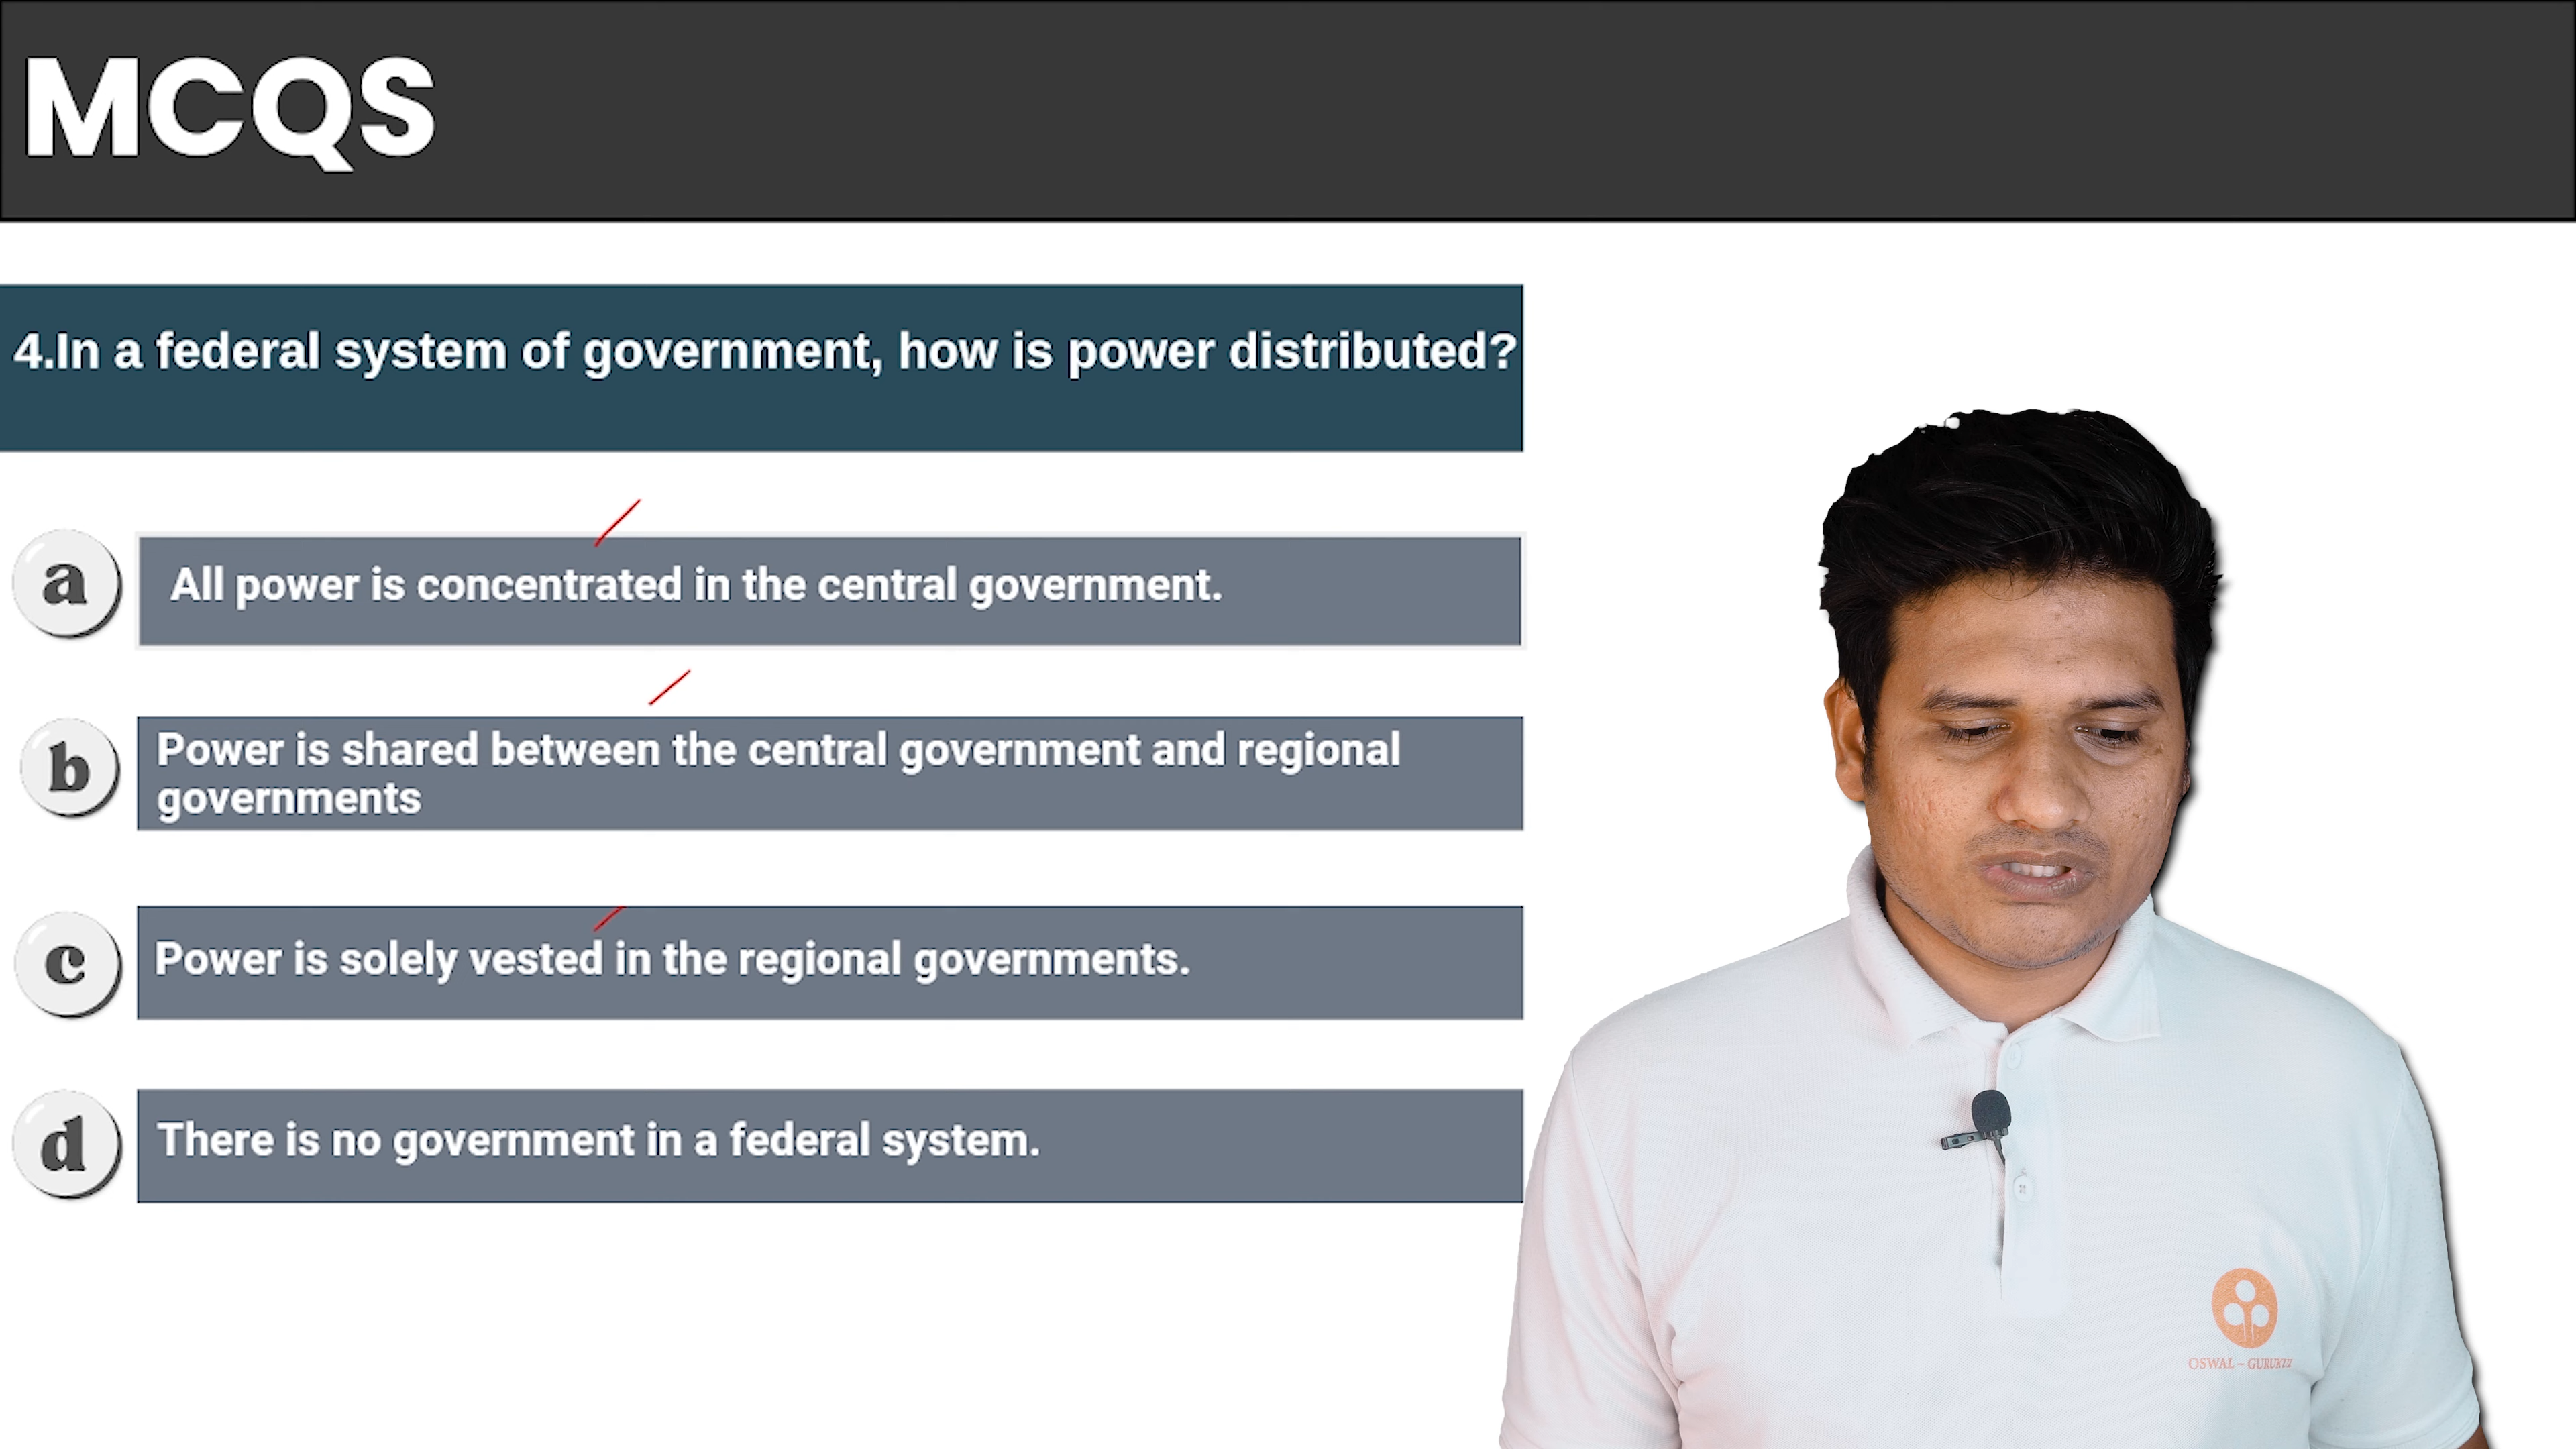 MCQS
4.In a federal system of government, how is power distributed?
a
All power is concentrated in the central government.
b
Power is shared between the central government and regional
governments
c
Power is solely vested in the regional governments.
d
There is no government in a federal system.
OSWAL – GURUKUL